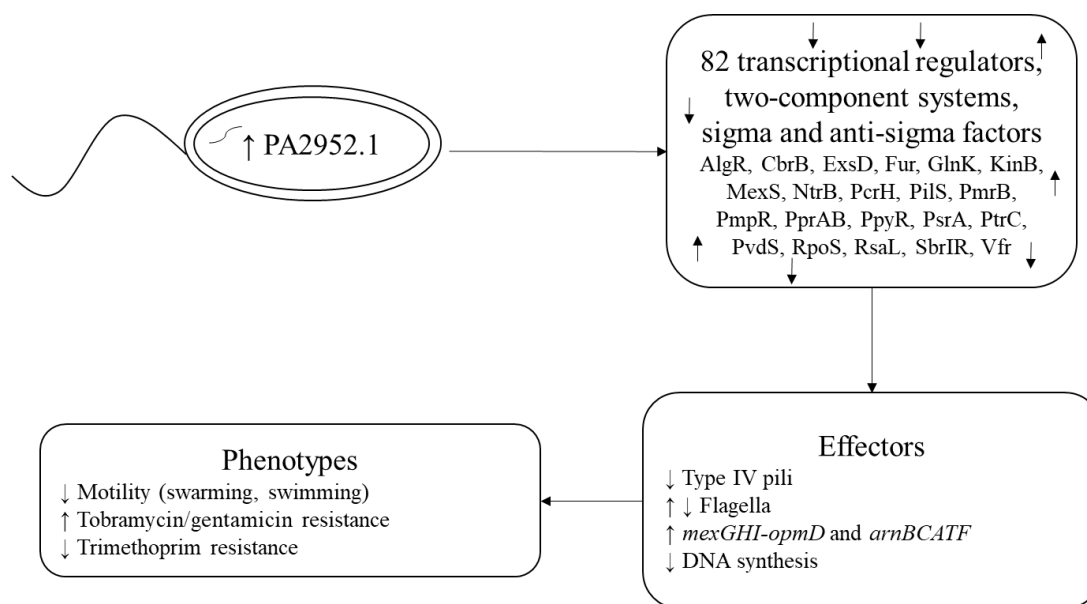 ↑ PA2952.1
82 transcriptional regulators,
two-component systems,
sigma and anti-sigma factors
AlgR, CbrB, ExsD, Fur, GlnK, KinB,
MexS, NtrB, PcrH, PilS, PmrB,
PmpR, PprAB, PpyR, PsrA, PtrC,
PvdS, RpoS, RsaL, SbrIR, Vfr
Effectors
↓ Type IV pili
↑ ↓ Flagella
↑ mexGHI-opmD and arnBCATF
↓ DNA synthesis
Phenotypes
↓ Motility (swarming, swimming)
↑ Tobramycin/gentamicin resistance
↓ Trimethoprim resistance